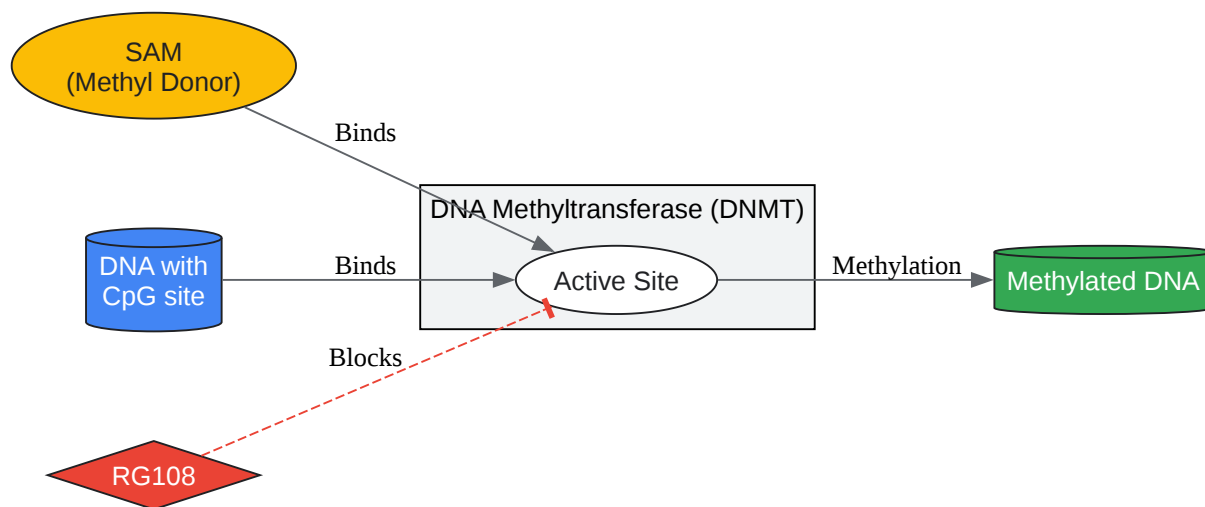 SAM
(Methyl Donor)
Binds
DNA Methyltransferase (DNMT)
DNA with
CpG site
Binds
Active Site
Methylation
Methylated DNA
Blocks
RG108